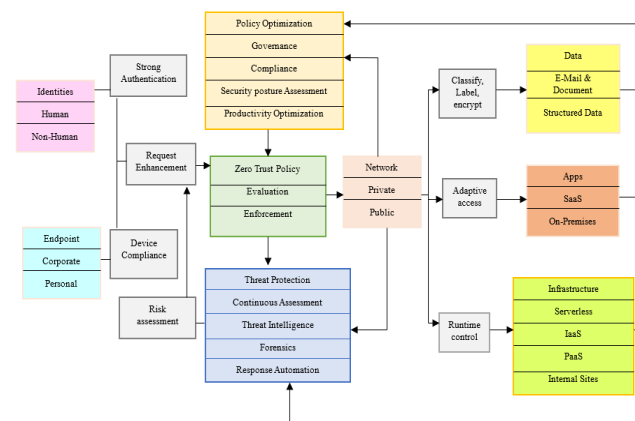 Policy Optimization
Governance
Compliance
Security posture Assessment
Productivity Optimization
Strong
Authentication
Identities
Human
Non-Human
Request
Enhancement
Zero Trust Policy
Evaluation
Enforcement
Network
Private
Public
Classify,
Label,
encrypt
Data
E-Mail &
Document
Structured Data
Adaptive
access
Apps
SaaS
On-Premises
Endpoint
Corporate
Personal
Device
Compliance
Risk
assessment
Threat Protection
Continuous Assessment
Threat Intelligence
Forensics
Response Automation
Runtime
control
Infrastructure
Serverless
IaaS
PaaS
Internal Sites